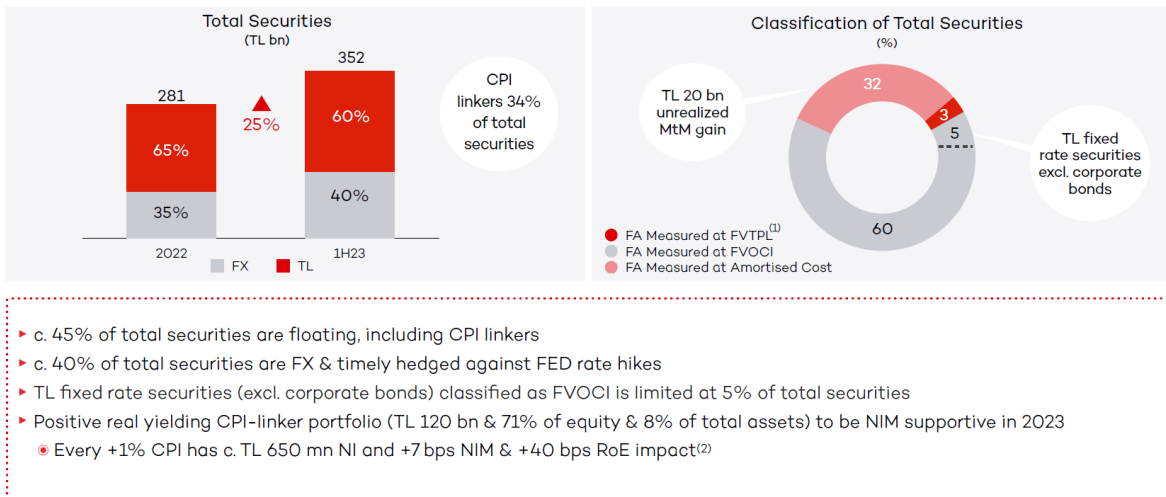 Total Securities
(TL bn)
281
65%
35%
2022
25%
352
60%
40%
1H23
FX
TL
CPI
linkers 34%
of total
securities
Classification of Total Securities
(%)
TL 20 bn
unrealized
MtM gain
32
3
5
60
TL fixed
rate securities
excl. corporate
bonds
FA Measured at FVTPL(1)
FA Measured at FVOCI
FA Measured at Amortised Cost
c. 45% of total securities are floating, including CPI linkers
c. 40% of total securities are FX & timely hedged against FED rate hikes
TL fixed rate securities (excl. corporate bonds) classified as FVOCI is limited at 5% of total securities
Positive real yielding CPI-linker portfolio (TL 120 bn & 71% of equity & 8% of total assets) to be NIM supportive in 2023
Every +1% CPI has c. TL 650 mn NI and +7 bps NIM & +40 bps RoE impact(2)